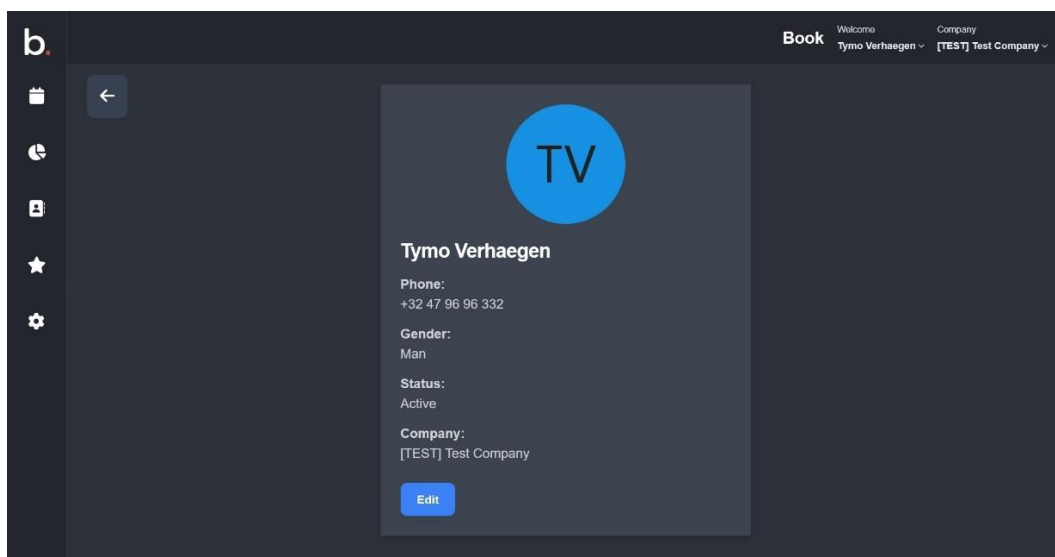 b.
Book
Welcome
Tymo Verhaegen
Company
[TEST] Test Company
TV
Tymo Verhaegen
Phone:
+32 47 96 96 332
Gender:
Man
Status:
Active
Company:
[TEST] Test Company
Edit